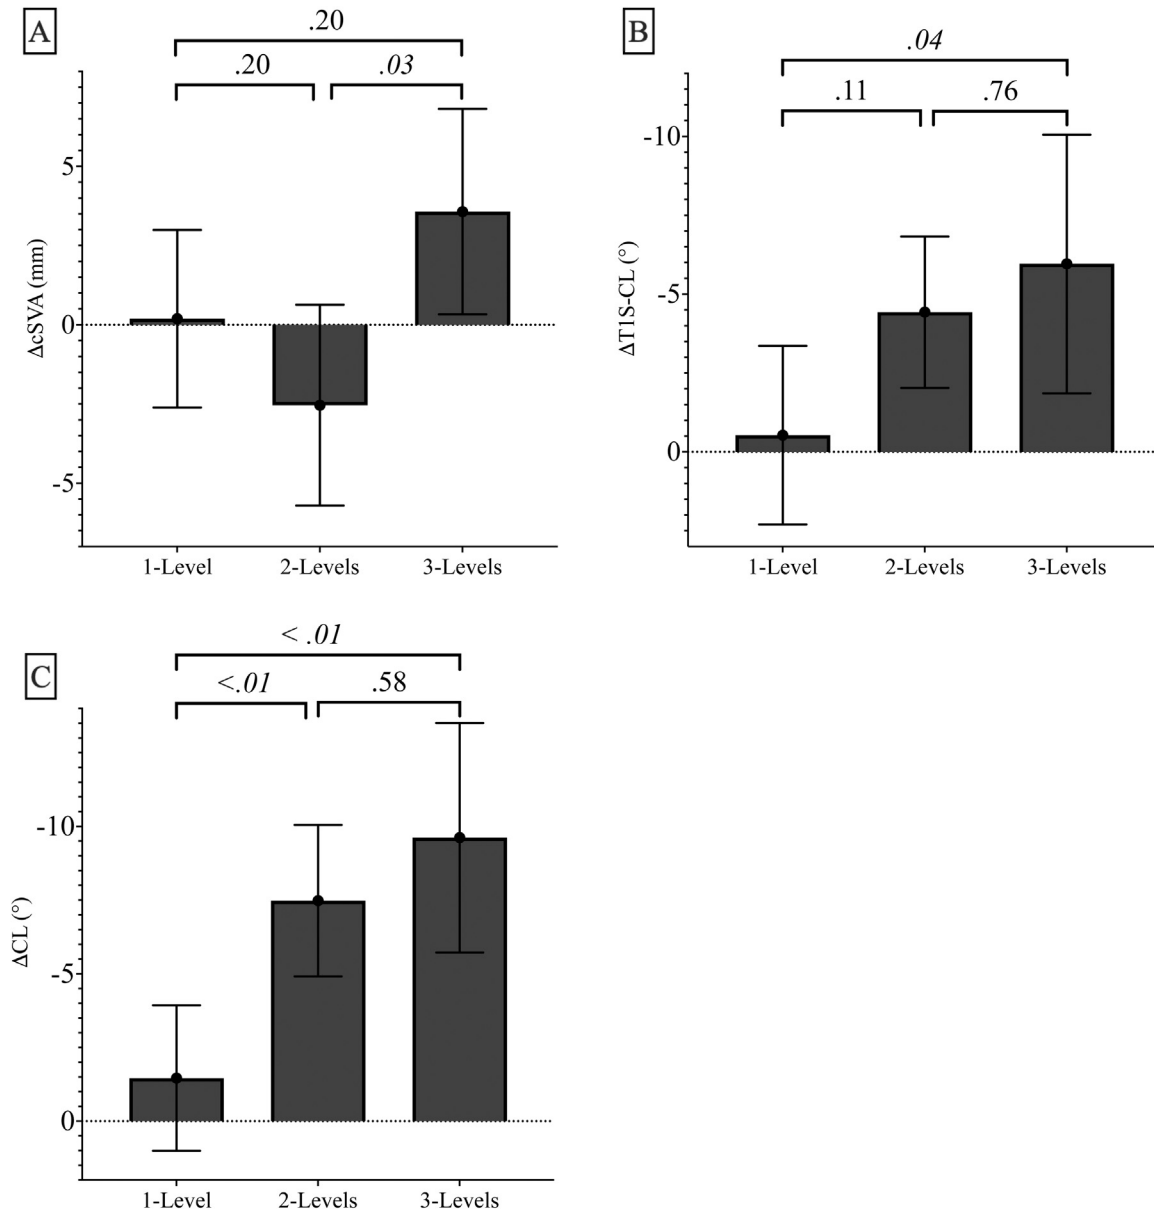 A
.20
.20
.03
5
0
-5
ΔcSVA (mm)
1-Level
2-Levels
3-Levels
B
.04
.11
.76
-10
-5
0
ΔT1S-CL (°)
1-Level
2-Levels
3-Levels
C
< .01
<.01
.58
-10
-5
0
ΔCL (°)
1-Level
2-Levels
3-Levels